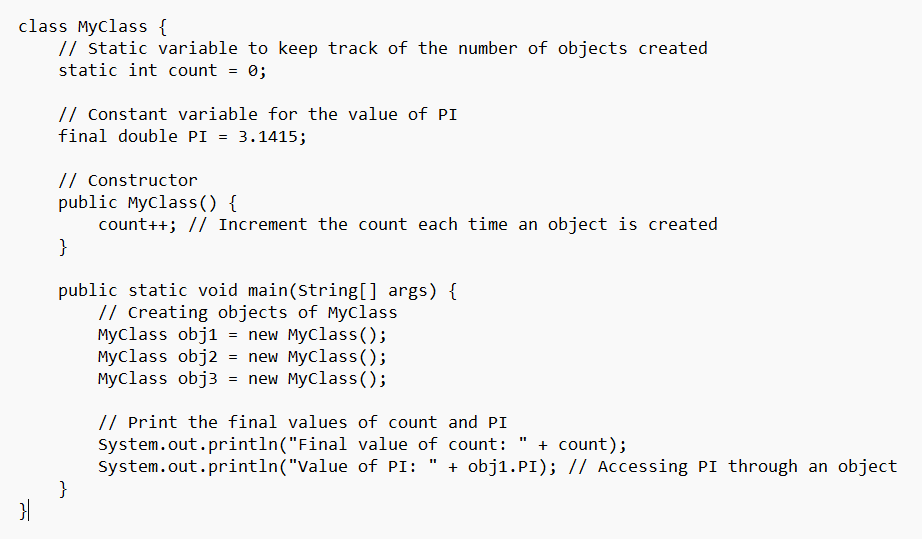 class MyClass {
    // Static variable to keep track of the number of objects created
    static int count = 0;

    // Constant variable for the value of PI
    final double PI = 3.1415;

    // Constructor
    public MyClass() {
        count++; // Increment the count each time an object is created
    }

    public static void main(String[] args) {
        // Creating objects of MyClass
        MyClass obj1 = new MyClass();
        MyClass obj2 = new MyClass();
        MyClass obj3 = new MyClass();

        // Print the final values of count and PI
        System.out.println("Final value of count: " + count);
        System.out.println("Value of PI: " + obj1.PI); // Accessing PI through an object
    }
}